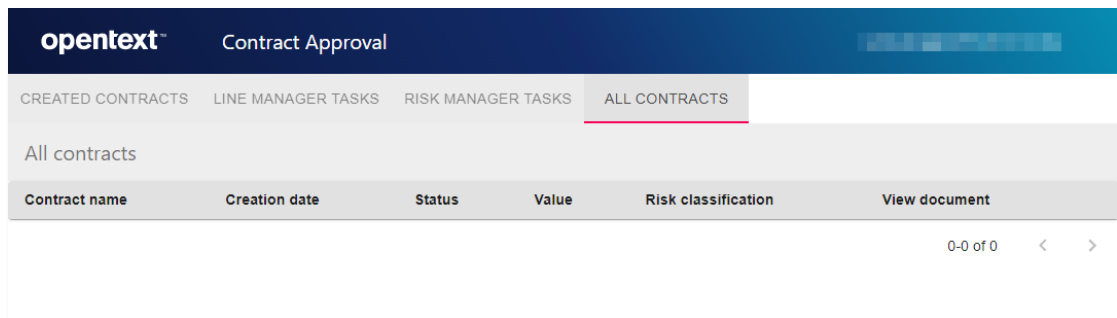 opentext™ Contract Approval
CREATED CONTRACTS LINE MANAGER TASKS RISK MANAGER TASKS ALL CONTRACTS
All contracts
Contract name Creation date Status Value Risk classification View document
0-0 of 0